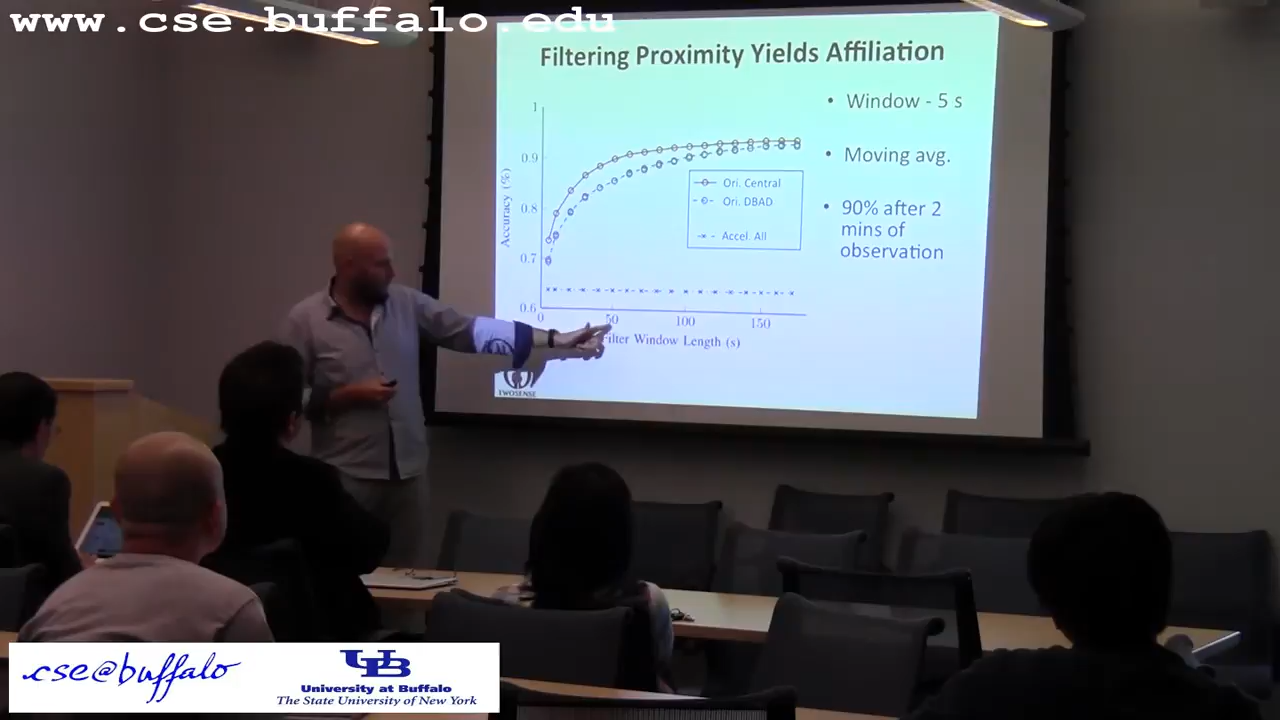 www.cse.buffalo.edu
Filtering Proximity Yields Affiliation
• Window - 5 s
• Moving avg.
• 90% after 2
mins of
observation
1
0.9
0.8
0.7
0.6
Accuracy (%)
Ori. Central
Ori. DBAD
Accel. All
0
50
100
150
Filter Window Length (s)
TWOSENSE
cse@buffalo
UB
University at Buffalo
The State University of New York